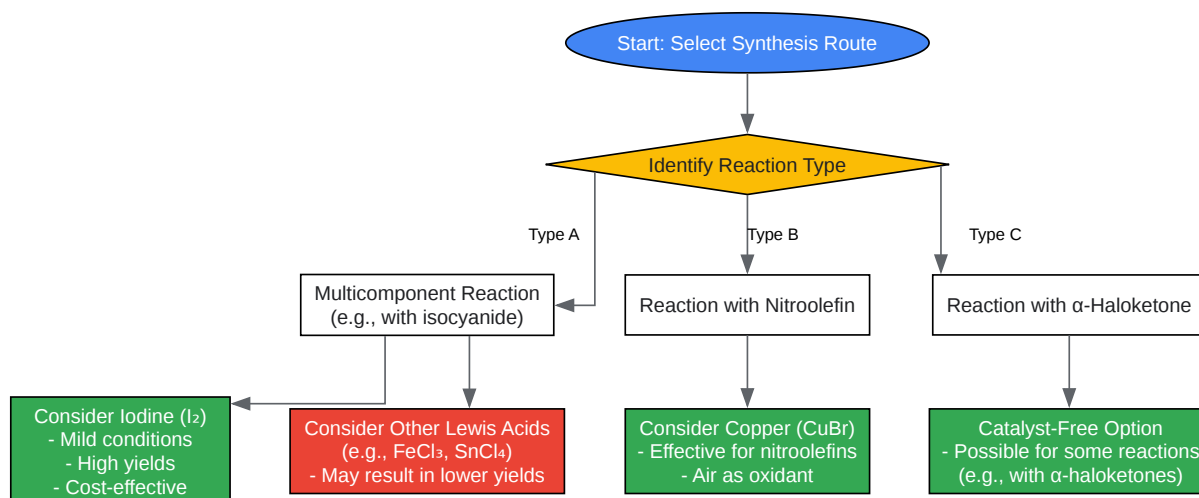 Start: Select Synthesis Route
Identify Reaction Type
Type A
Type B
Type C
Multicomponent Reaction
(e.g., with isocyanide)
Reaction with Nitroolefin
Reaction with α-Haloketone
Consider Iodine (I₂)
- Mild conditions
- High yields
- Cost-effective
Consider Other Lewis Acids
(e.g., FeCl₃, SnCl₄)
- May result in lower yields
Consider Copper (CuBr)
- Effective for nitroolefins
- Air as oxidant
Catalyst-Free Option
- Possible for some reactions
(e.g., with α-haloketones)